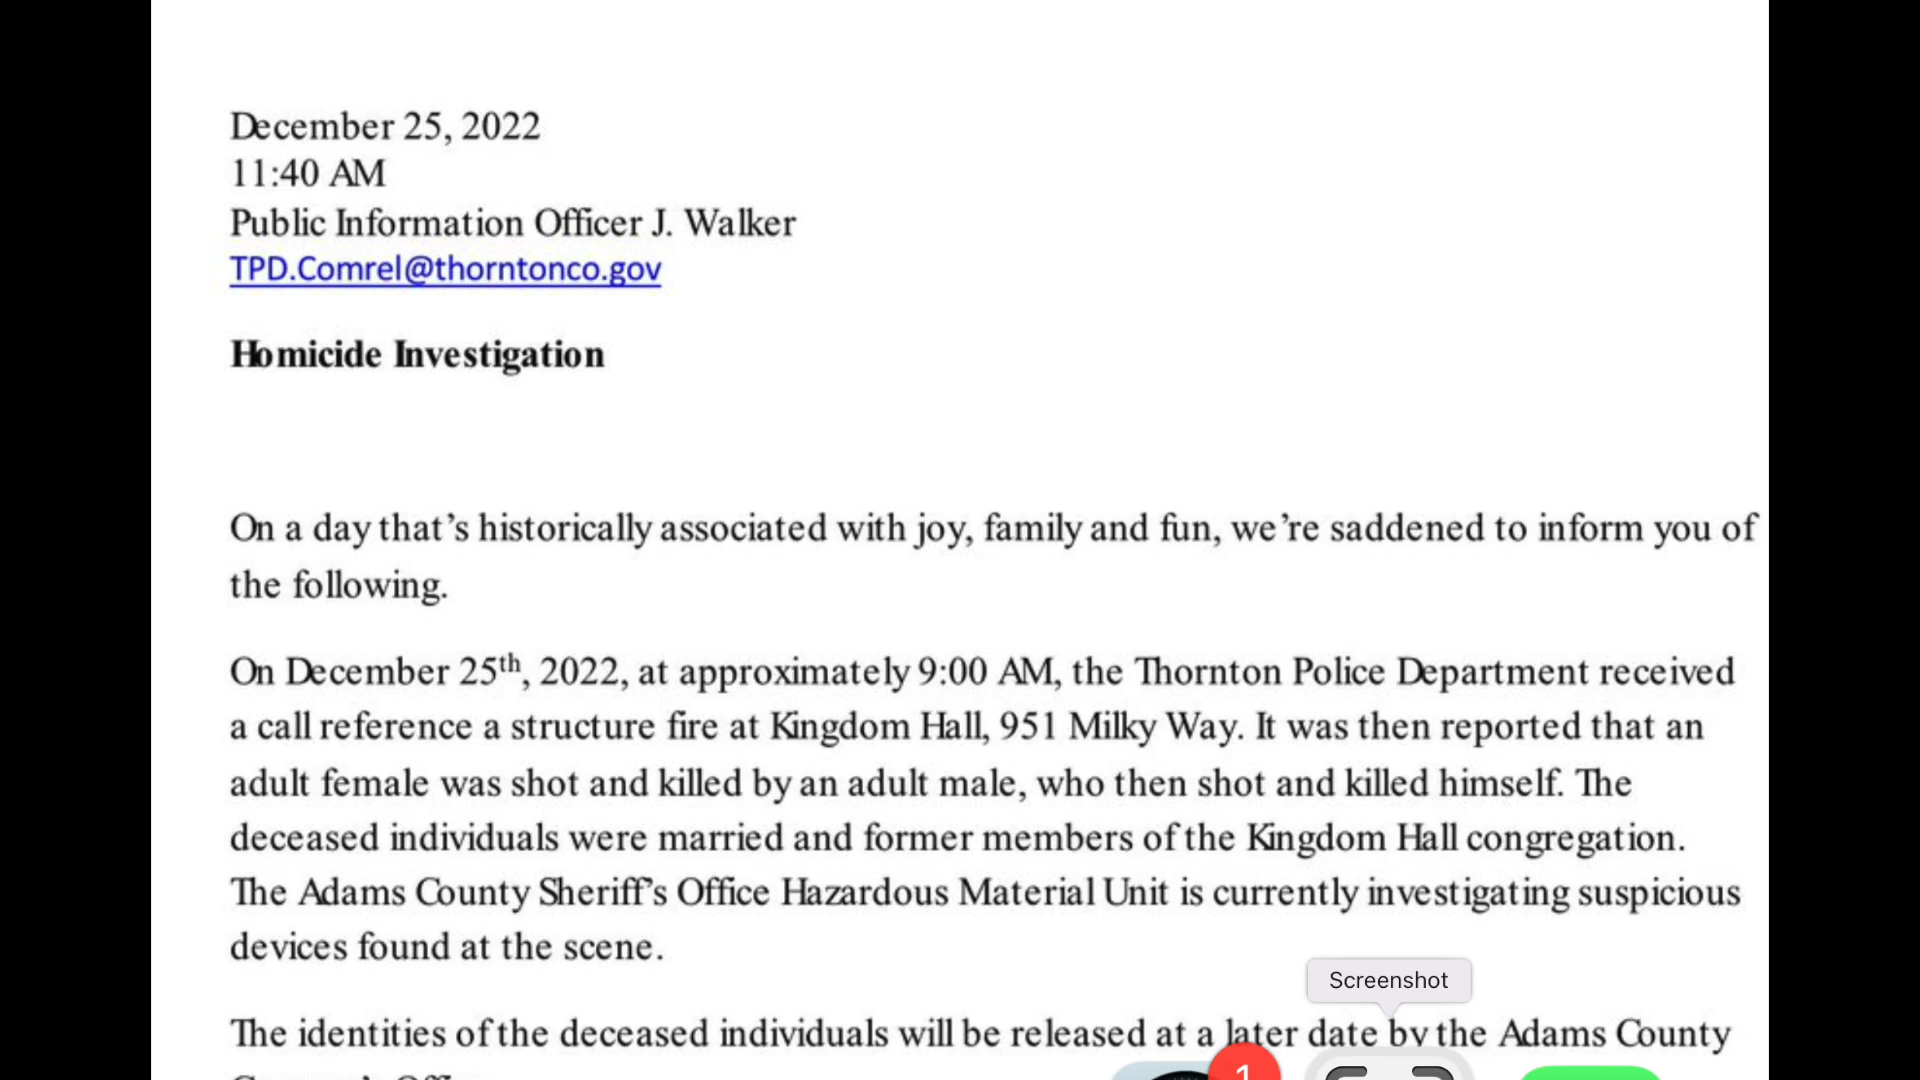 December 25, 2022
11:40 AM
Public Information Officer J. Walker
TPD.Comrel@thorntonco.gov
Homicide Investigation
On a day that's historically associated with joy, family and fun, we're saddened to inform you of
the following.
On December 25th, 2022, at approximately 9:00 AM, the Thornton Police Department received
a call reference a structure fire at Kingdom Hall, 951 Milky Way. It was then reported that an
adult female was shot and killed by an adult male, who then shot and killed himself. The
deceased individuals were married and former members of the Kingdom Hall congregation.
The Adams County Sheriff's Office Hazardous Material Unit is currently investigating suspicious
devices found at the scene.
Screenshot
The identities of the deceased individuals will be released at a later date by the Adams County
1